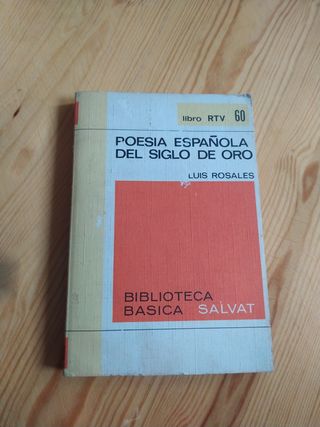 libro RTV 60
POESIA ESPAÑOLA
DEL SIGLO DE ORO
LUIS ROSALES
BIBLIOTECA
BASICA SALVAT